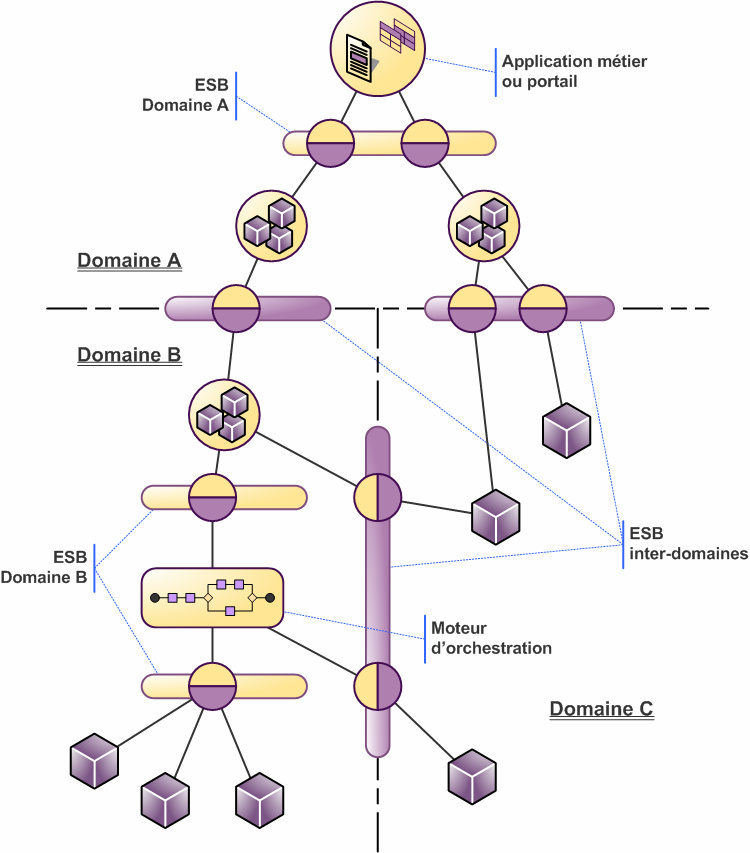 Application métier
ou portail
ESB
Domaine A
Domaine A
Domaine B
ESB
inter-domaines
ESB
Domaine B
Moteur
d'orchestration
Domaine C